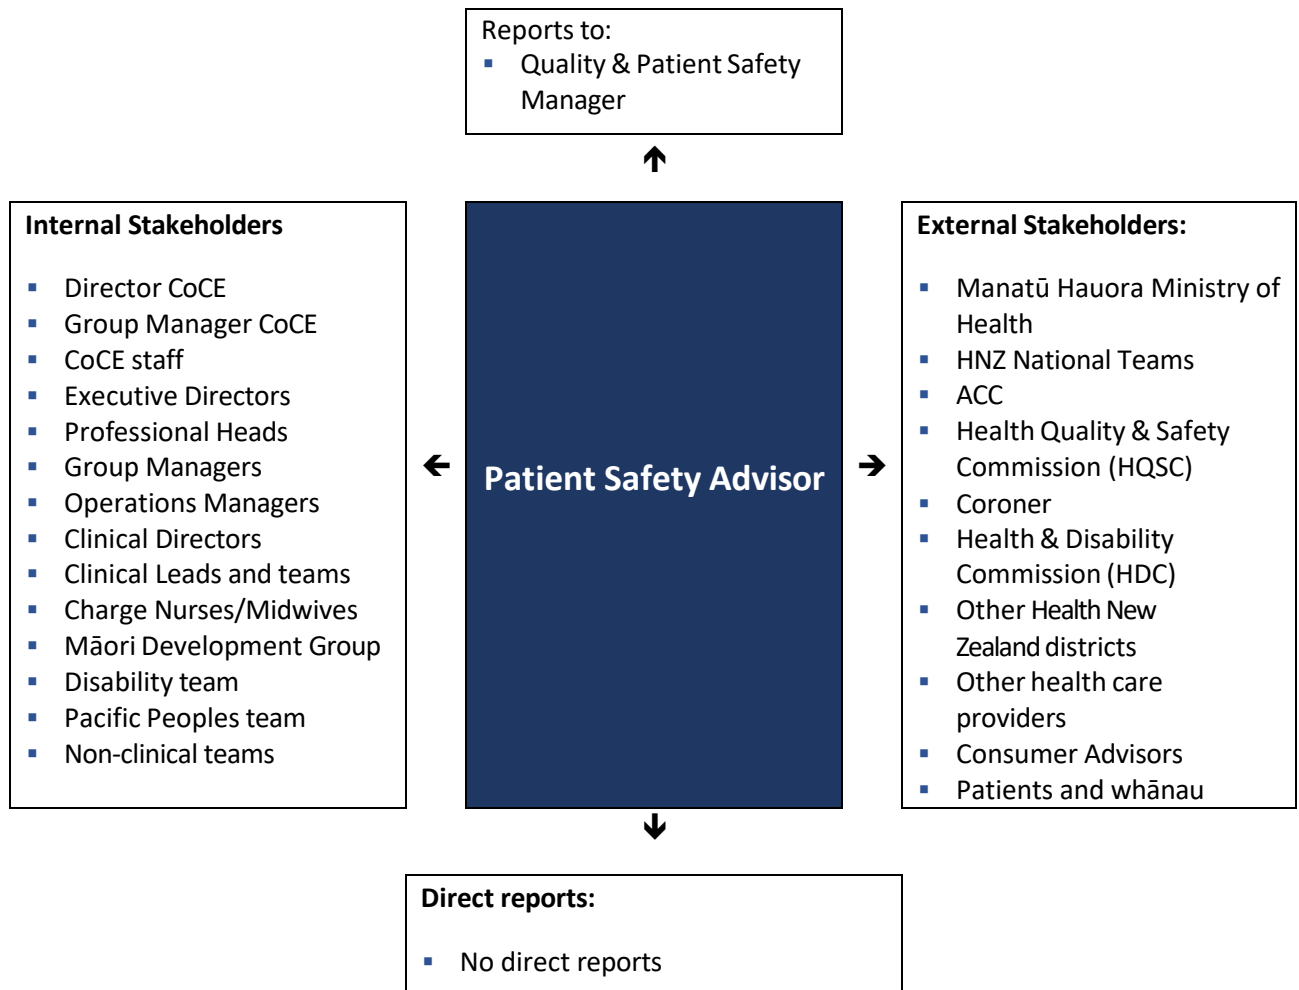 Reports to:
▪ Quality & Patient Safety
Manager
Internal Stakeholders
▪ Director CoCE
▪ Group Manager CoCE
▪ CoCE staff
▪ Executive Directors
▪ Professional Heads
▪ Group Managers
▪ Operations Managers
▪ Clinical Directors
▪ Clinical Leads and teams
▪ Charge Nurses/Midwives
▪ Māori Development Group
▪ Disability team
▪ Pacific Peoples team
▪ Non-clinical teams
Patient Safety Advisor
External Stakeholders:
▪ Manatū Hauora Ministry of
Health
▪ HNZ National Teams
▪ ACC
▪ Health Quality & Safety
Commission (HQSC)
▪ Coroner
▪ Health & Disability
Commission (HDC)
▪ Other Health New
Zealand districts
▪ Other health care
providers
▪ Consumer Advisors
▪ Patients and whānau
Direct reports:
▪ No direct reports